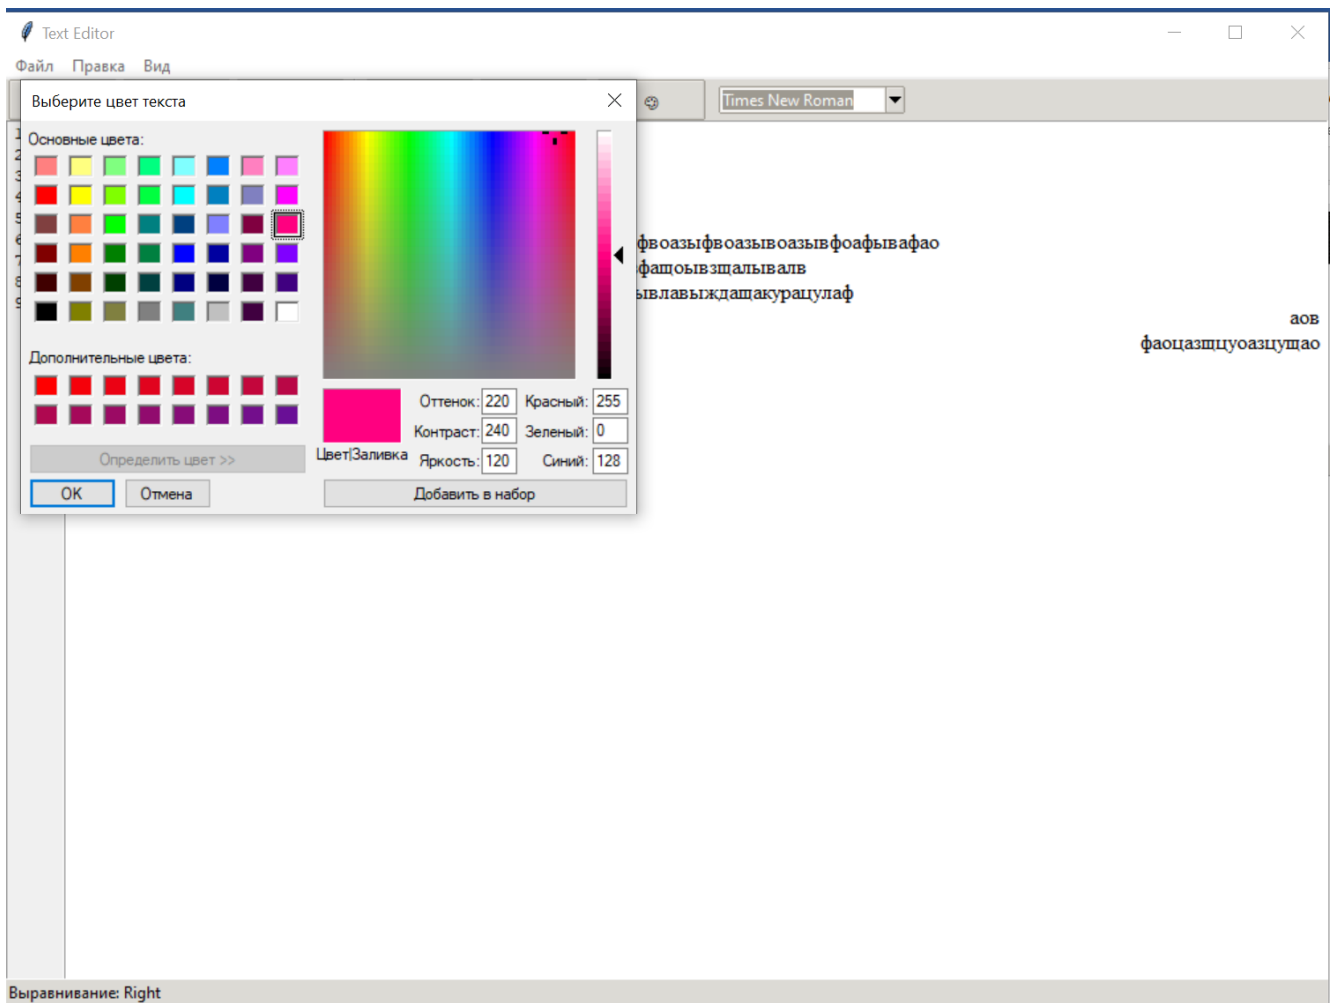 Text Editor
Файл Правка Вид
Выберите цвет текста
Times New Roman
Основные цвета:
Дополнительные цвета:
Определить цвет >>
OK Отмена
Цвет|Заливка
Оттенок: 220 Красный: 255
Контраст: 240 Зеленый: 0
Яркость: 120 Синий: 128
Добавить в набор
фвоазыфвоазывоазывфоафывафао
фащоывзщалывалв
ывлавыждащакурацулаф
аов
фаоцазщцуоазцущао
Выравнивание: Right